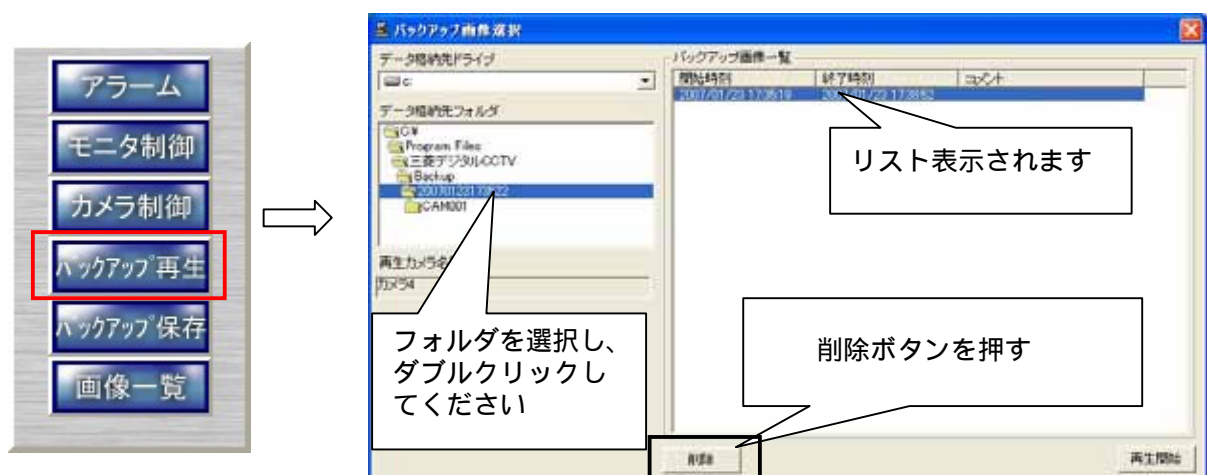 アラーム
モニタ制御
カメラ制御
バックアップ再生
バックアップ保存
画像一覧
バックアップ画像選択
データ格納先ドライブ
c:
データ格納先フォルダ
C:¥
Program Files
三菱デジタルCCTV
Backup
CAM001
再生カメラ
カメラ4
フォルダを選択し、
ダブルクリックし
てください
バックアップ画像一覧
開始時刻 終了時刻 コメント
2007/01/23 17:35:19
リスト表示されます
削除ボタンを押す
削除
再生開始